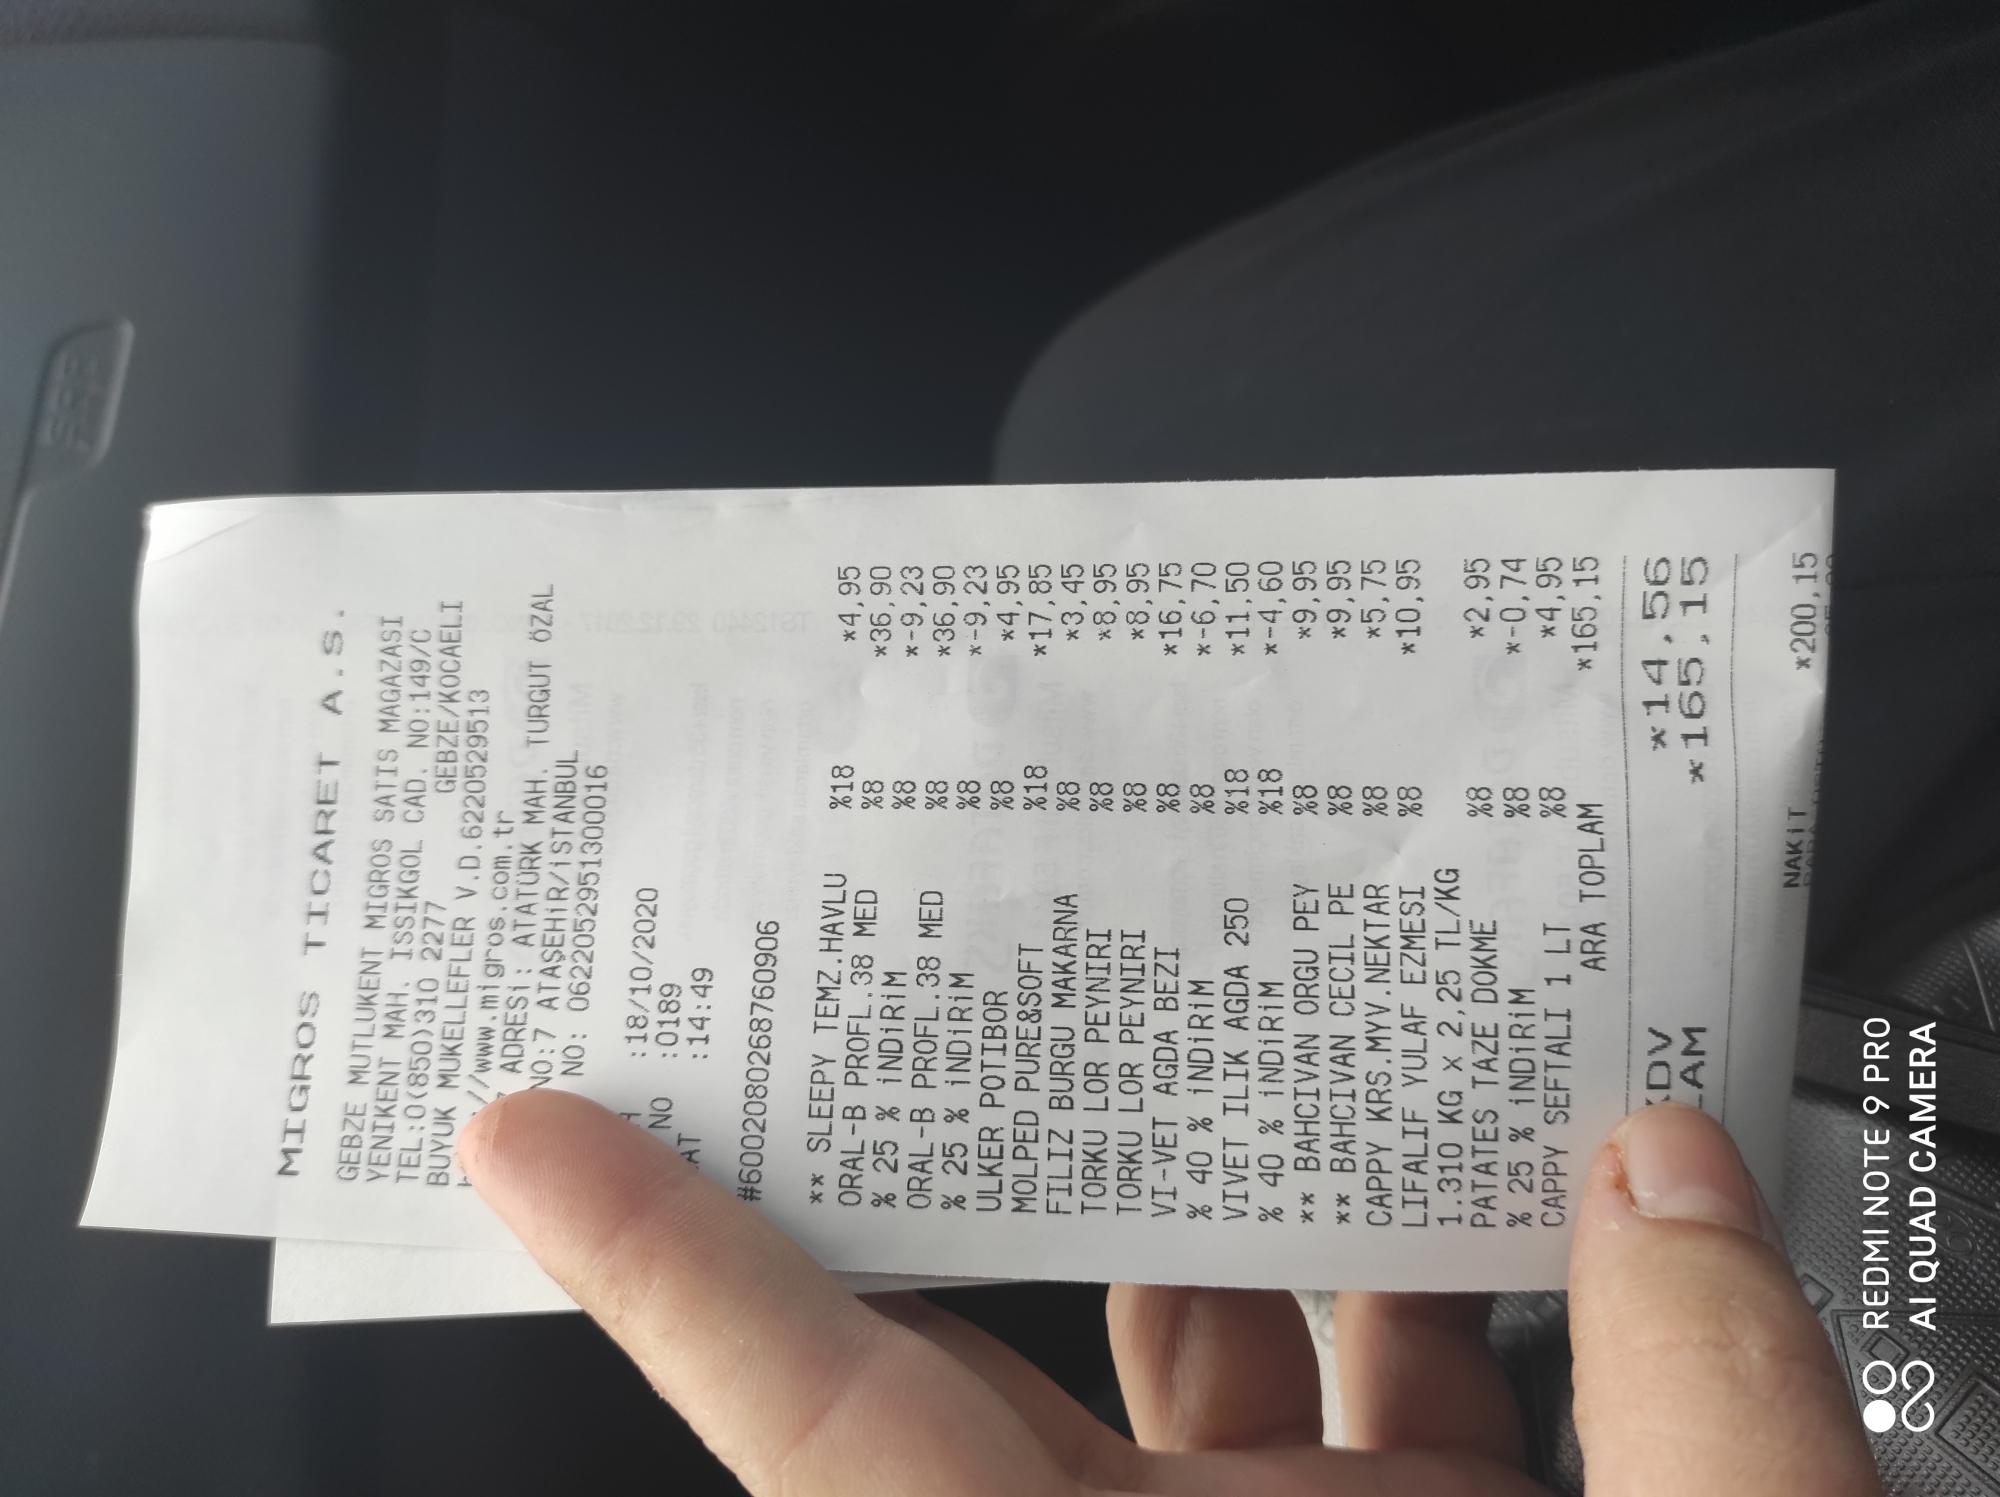 MIGROS TICARET A.S.
GEBZE MUTLUKENT MIGROS SATIS MAGAZASI
YENIKENT MAH. ISSIKGOL CAD. NO:149/C
TEL:0(850)310 2277 GEBZE/KOCAELI
BUYUK MUKELLEFLER V.D.6220529513
//www.migros.com.tr
ADRESi: ATATÜRK MAH. TURGUT ÖZAL
NO:7 ATAŞEHiR/iSTANBUL
NO: 0622052951300016
:18/10/2020
NO :0189
:14:49
#6002080268760906
** SLEEPY TEMZ.HAVLU %18 *4,95
ORAL-B PROFL.38 MED %8 *36,90
% 25 % iNDiRiM %8 *-9,23
ORAL-B PROFL.38 MED %8 *36,90
% 25 % iNDiRiM %8 *-9,23
ULKER POTIBOR %8 *4,95
MOLPED PURE&SOFT %18 *17,85
FILIZ BURGU MAKARNA %8 *3,45
TORKU LOR PEYNIRI %8 *8,95
TORKU LOR PEYNIRI %8 *8,95
VI-VET AGDA BEZI %8 *16,75
% 40 % iNDiRiM %8 *-6,70
VIVET ILIK AGDA 250 %18 *11,50
% 40 % iNDiRiM %18 *-4,60
** BAHCIVAN ORGU PEY %8 *9,95
** BAHCIVAN CECIL PE %8 *9,95
CAPPY KRS.MYV.NEKTAR %8 *5,75
LIFALIF YULAF EZMESI %8 *10,95
1.310 KG x 2,25 TL/KG
PATATES TAZE DOKME %8 *2,95
% 25 % iNDiRiM %8 *-0,74
CAPPY SEFTALI 1 LT %8 *4,95
ARA TOPLAM *165,15
KDV *14,56
LAM *165,15
NAKiT *200,15
REDMI NOTE 9 PRO
AI QUAD CAMERA